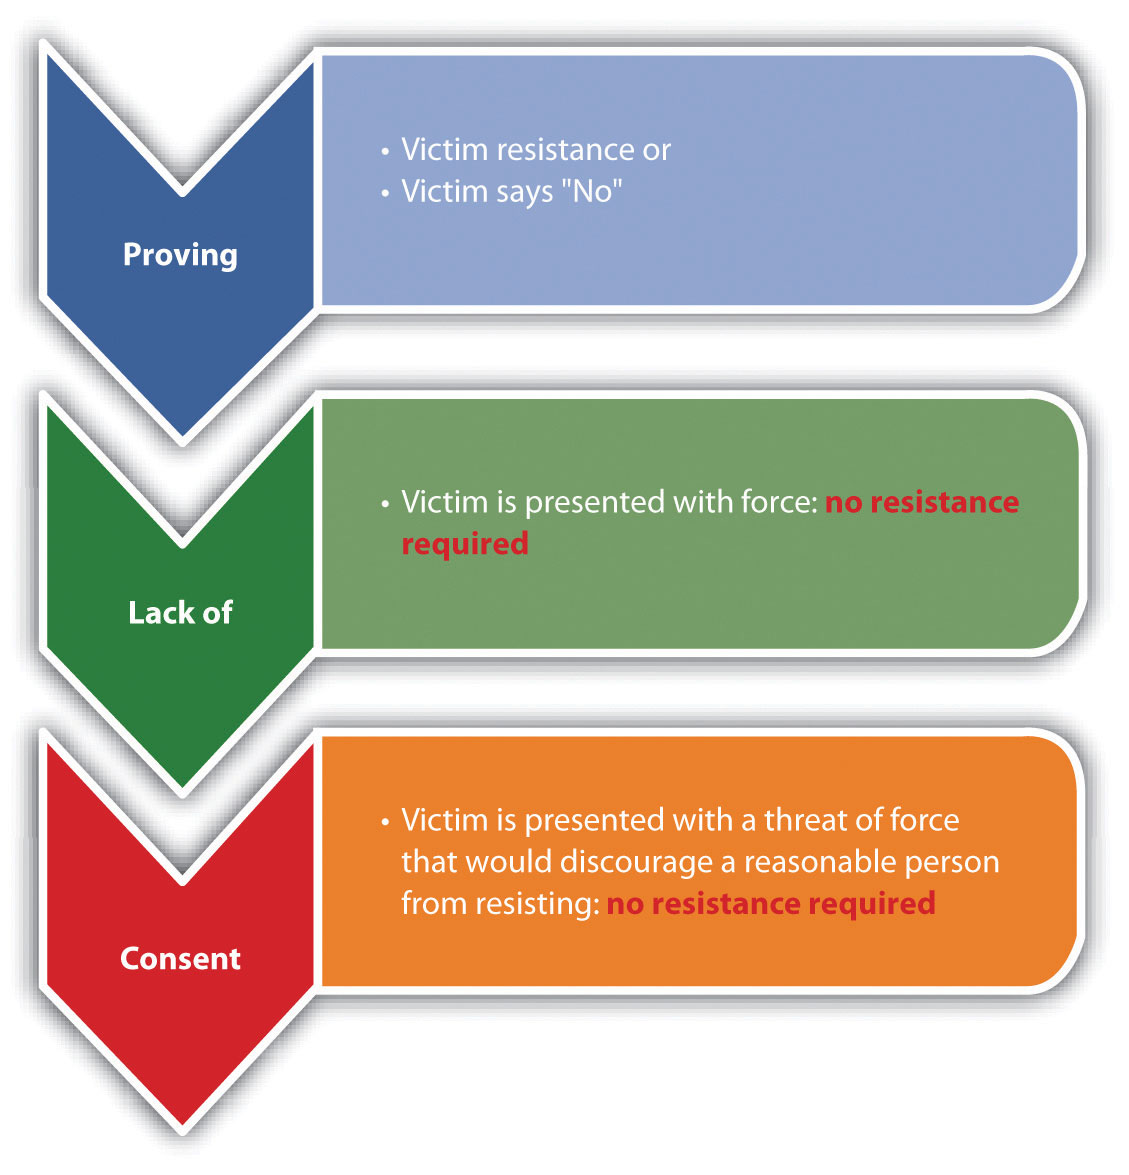 Proving
• Victim resistance or
• Victim says "No"
Lack of
• Victim is presented with force: no resistance
required
Consent
• Victim is presented with a threat of force
that would discourage a reasonable person
from resisting: no resistance required